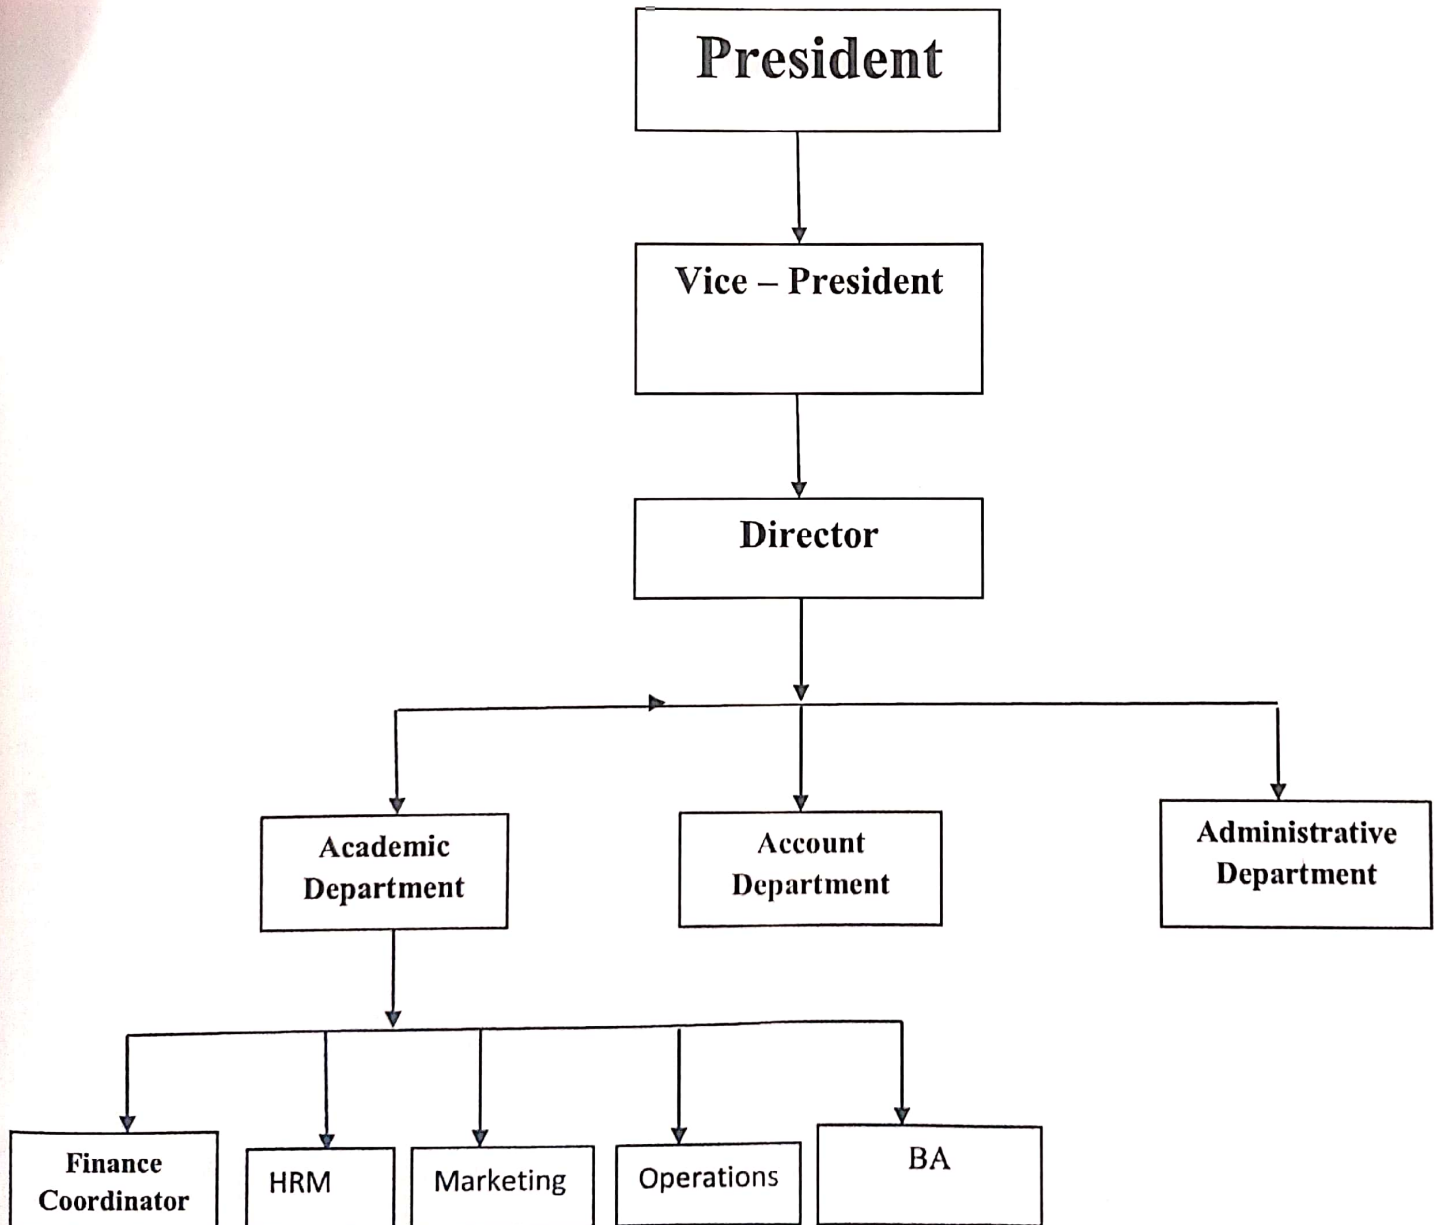 President
Vice – President
Director
Academic
Department
Account
Department
Administrative
Department
Finance
Coordinator
HRM
Marketing
Operations
BA